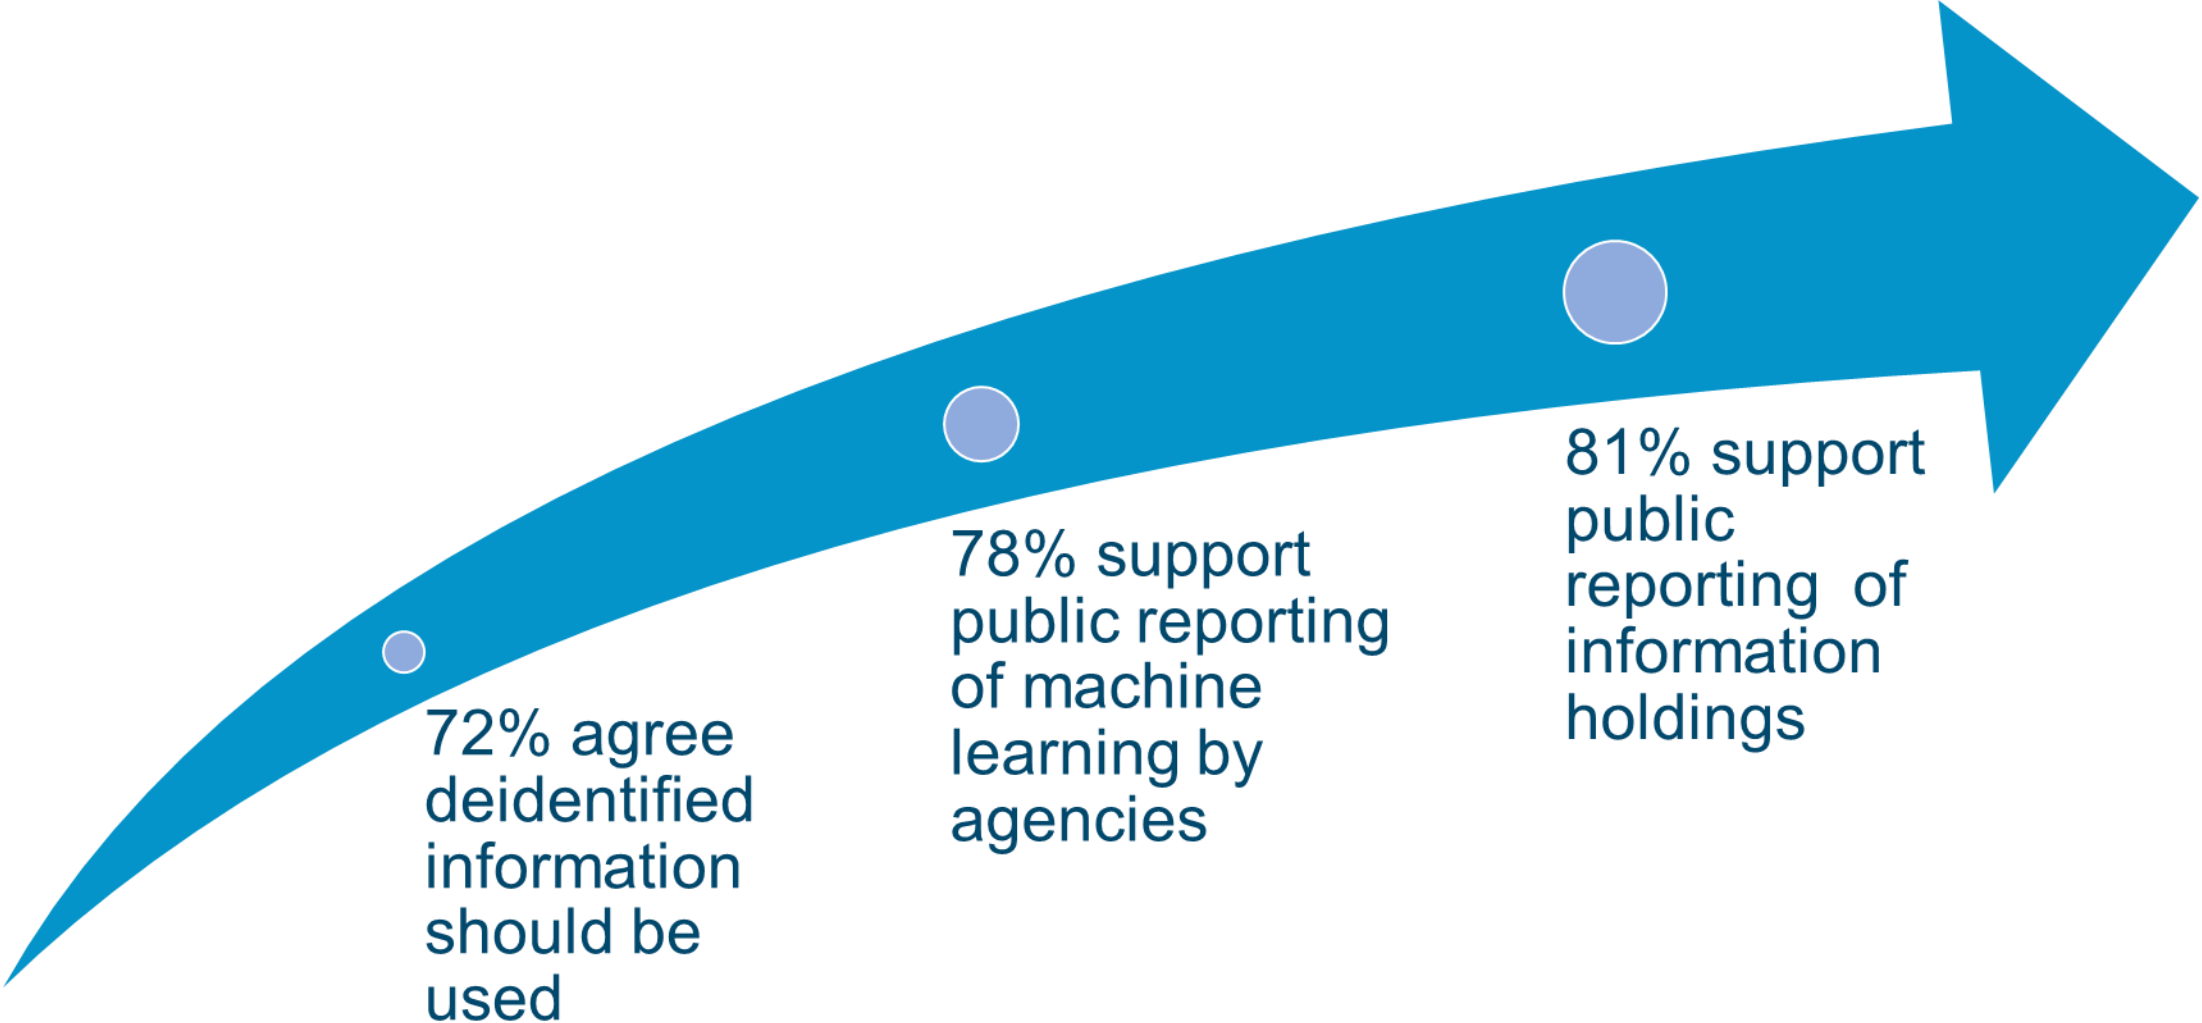 72% agree
deidentified
information
should be
used
78% support
public reporting
of machine
learning by
agencies
81% support
public
reporting  of
information
holdings